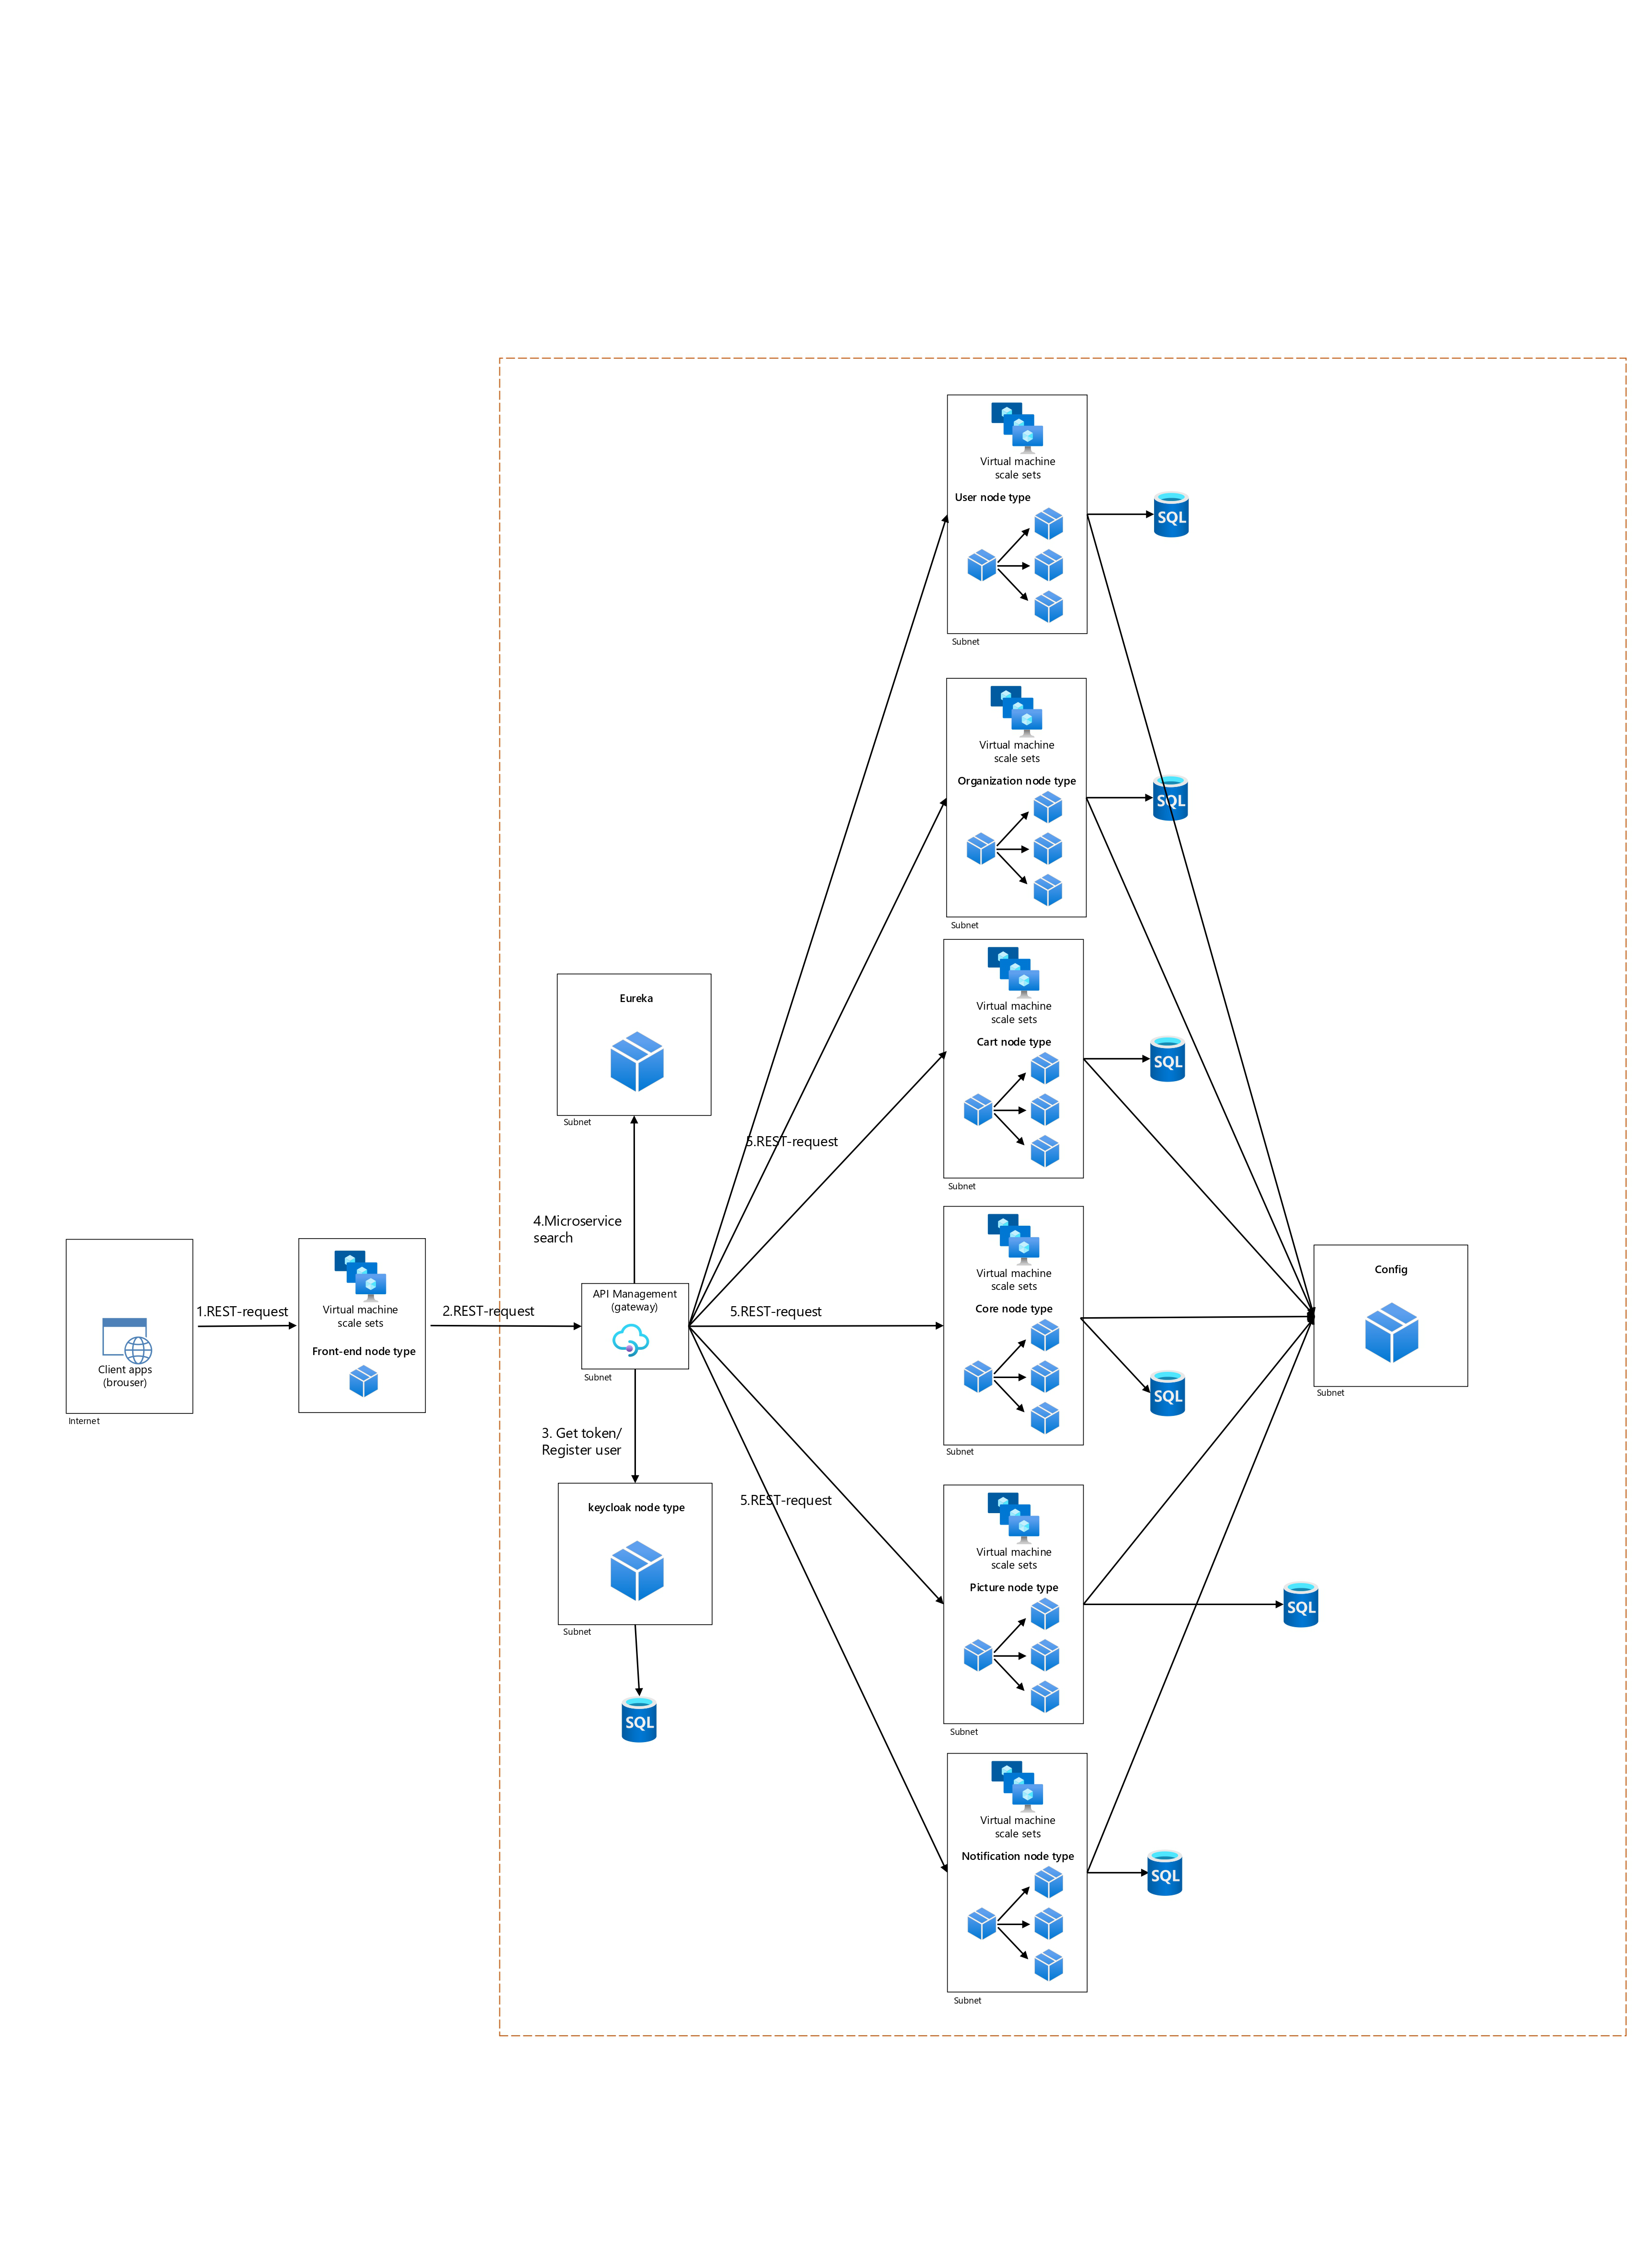 Virtual machine
scale sets
User node type
SQL
Subnet
Virtual machine
scale sets
Organization node type
SQL
Subnet
Virtual machine
scale sets
Cart node type
SQL
Subnet
Eureka
Subnet
5.REST-request
4.Microservice
search
Client apps
(brouser)
Internet
1.REST-request
Virtual machine
scale sets
Front-end node type
2.REST-request
API Management
(gateway)
Subnet
5.REST-request
Virtual machine
scale sets
Core node type
SQL
Subnet
Config
Subnet
3. Get token/
Register user
keycloak node type
Subnet
SQL
5.REST-request
Virtual machine
scale sets
Picture node type
SQL
Subnet
Virtual machine
scale sets
Notification node type
SQL
Subnet